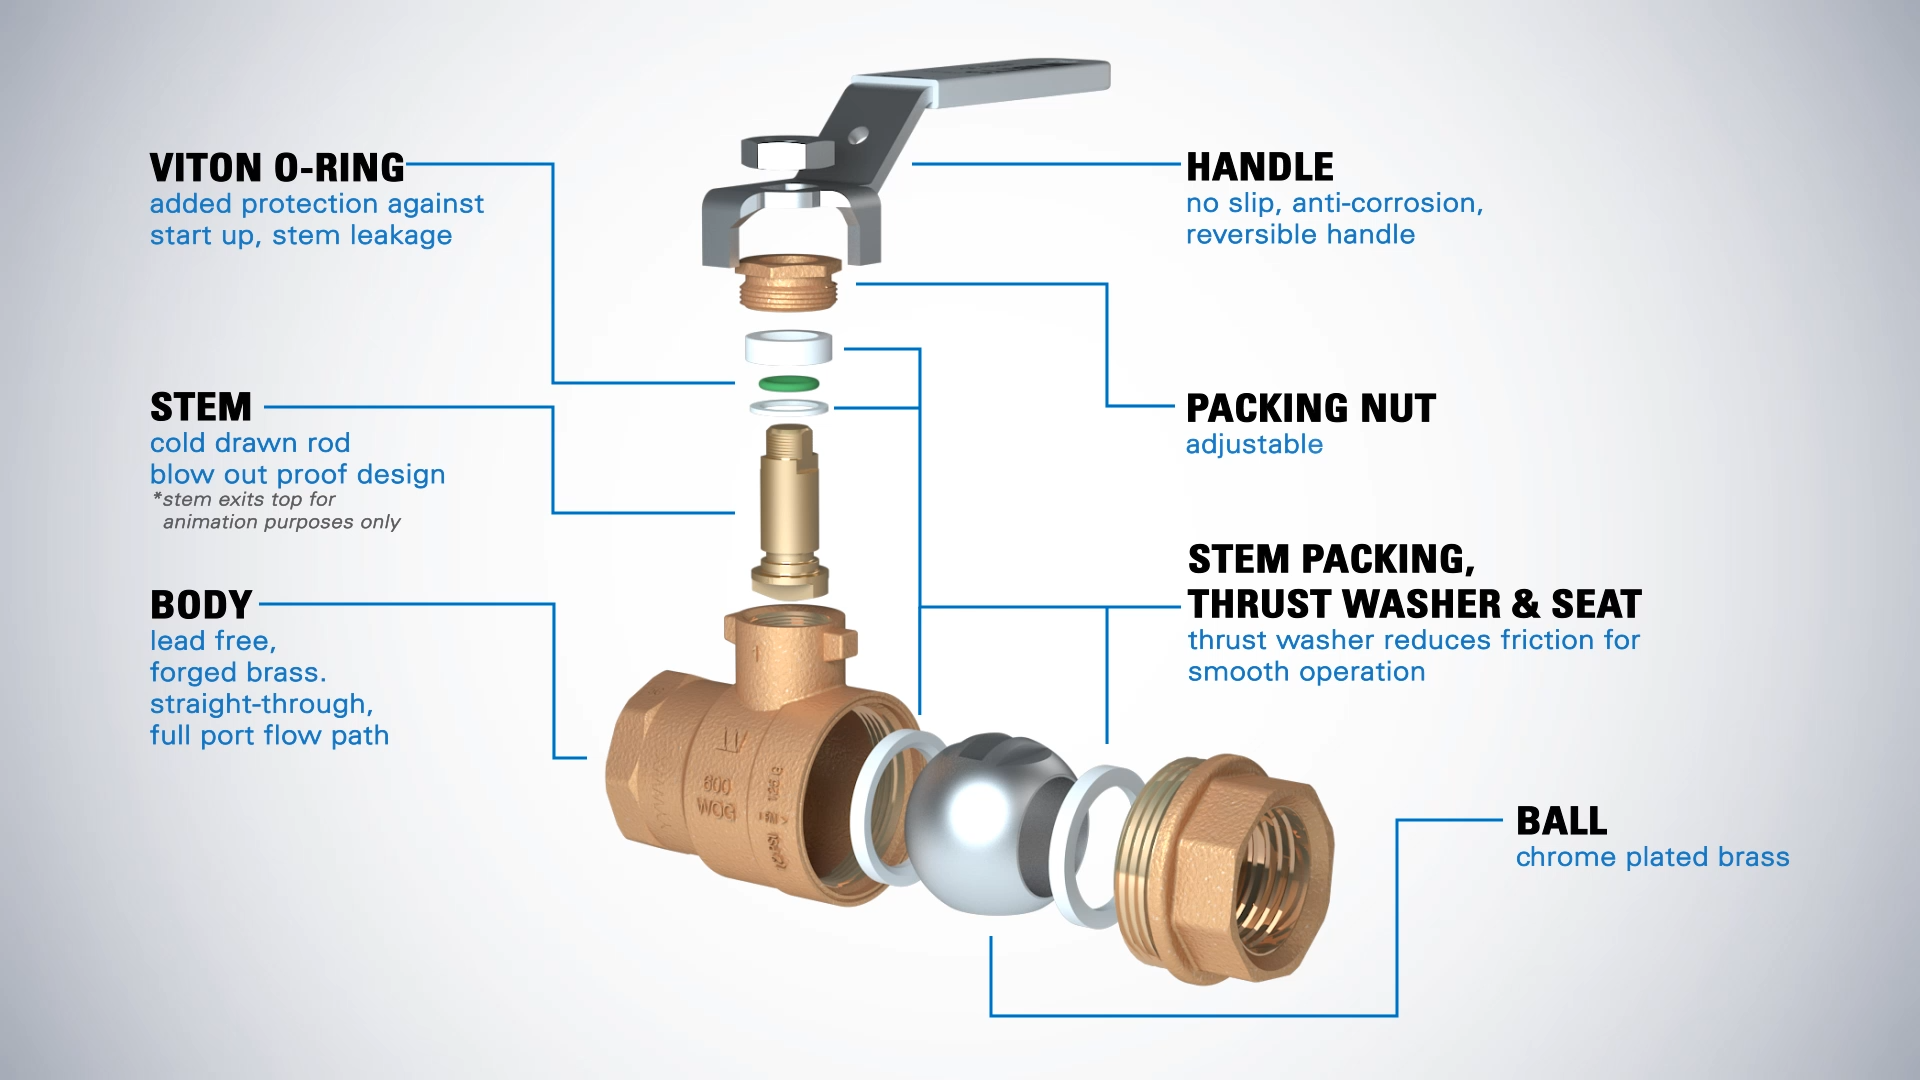 VITON O-RING
added protection against
start up, stem leakage
HANDLE
no slip, anti-corrosion,
reversible handle
STEM
cold drawn rod
blow out proof design
*stem exits top for
animation purposes only
PACKING NUT
adjustable
STEM PACKING,
THRUST WASHER & SEAT
thrust washer reduces friction for
smooth operation
BODY
lead free,
forged brass.
straight-through,
full port flow path
600
WOG
BALL
chrome plated brass